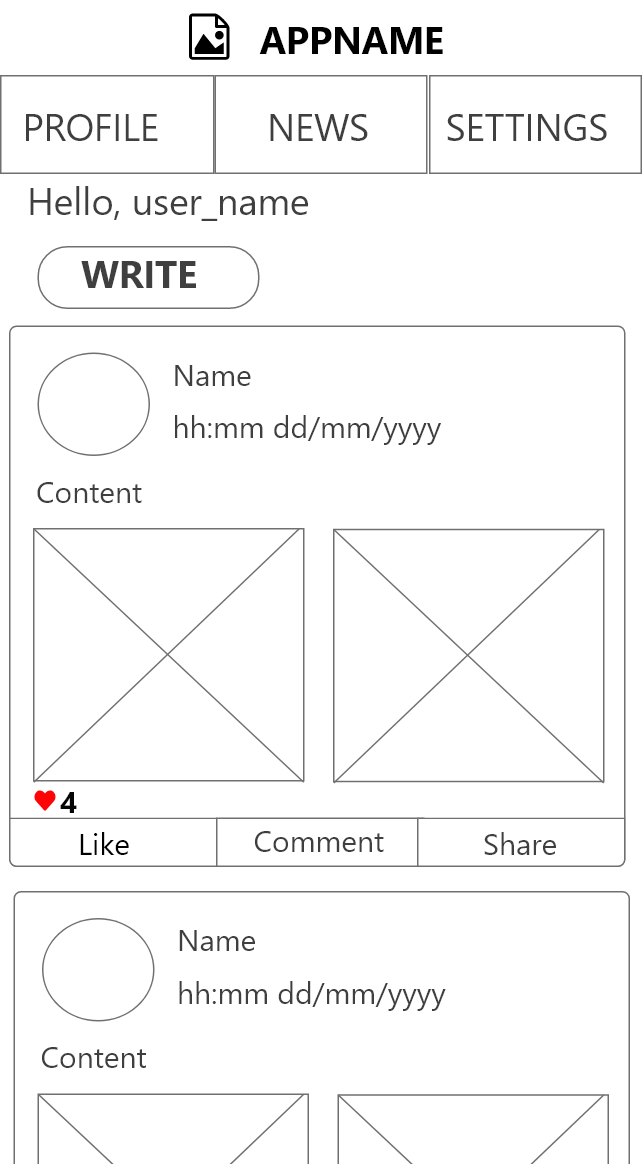 APPNAME
PROFILE NEWS SETTINGS
Hello, user_name
WRITE
Name
hh:mm dd/mm/yyyy
Content
4
Like Comment Share
Name
hh:mm dd/mm/yyyy
Content